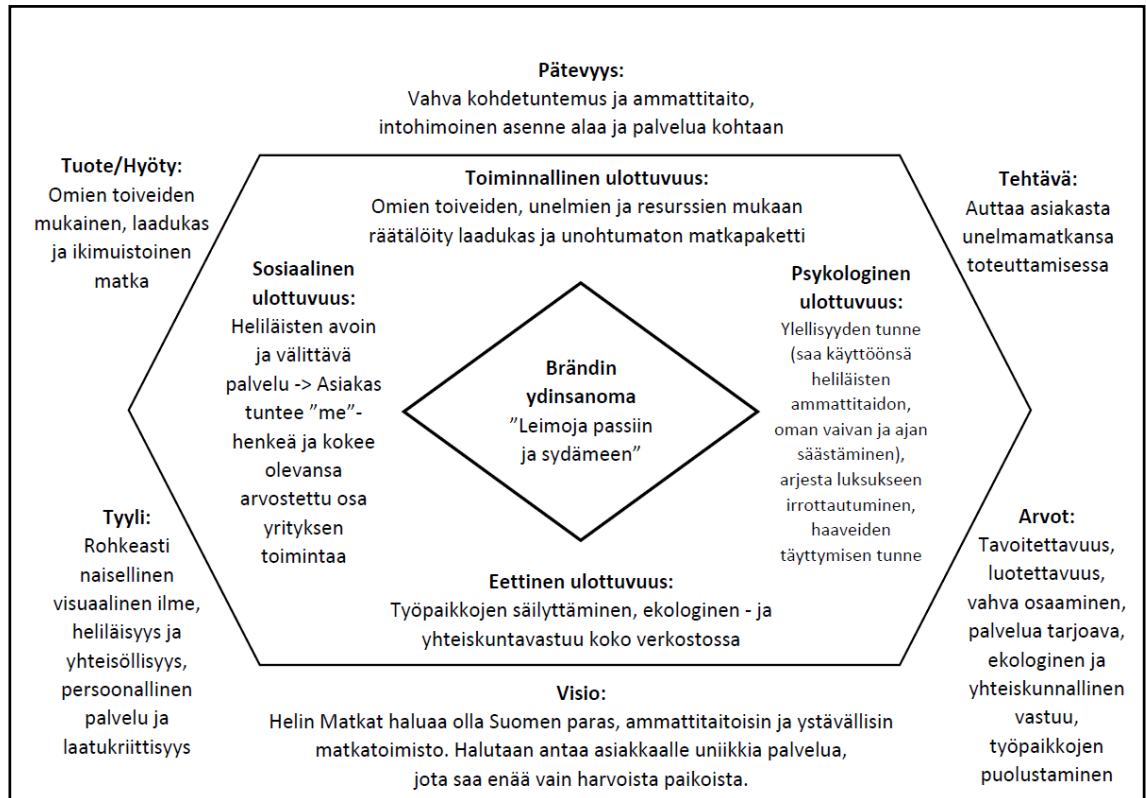 Pätevyys:
Vahva kohdetuntemus ja ammattitaito,
intohimoinen asenne alaa ja palvelua kohtaan
Tuote/Hyöty:
Omien toiveiden
mukainen, laadukas
ja ikimuistoinen
matka
Toiminnallinen ulottuvuus:
Omien toiveiden, unelmien ja resurssien mukaan
räätälöity laadukas ja unohtumaton matkapaketti
Tehtävä:
Auttaa asiakasta
unelmamatkansa
toteuttamisessa
Sosiaalinen
ulottuvuus:
Heliläisten avoin
ja välittävä
palvelu -> Asiakas
tuntee ”me”-
henkeä ja kokee
olevansa
arvostettu osa
yrityksen
toimintaa
Brändin
ydinsanoma
”Leimoja passiin
ja sydämeen”
Psykologinen
ulottuvuus:
Ylellisyyden tunne
(saa käyttöönsä
heliläisten
ammattitaidon,
oman vaivan ja ajan
säästäminen),
arjesta luksukseen
irrottautuminen,
haaveiden
täyttymisen tunne
Tyyli:
Rohkeasti
naisellinen
visuaalinen ilme,
heliläisyys ja
yhteisöllisyys,
persoonallinen
palvelu ja
laatukriittisyys
Eettinen ulottuvuus:
Työpaikkojen säilyttäminen, ekologinen - ja
yhteiskuntavastuu koko verkostossa
Arvot:
Tavoitettavuus,
luotettavuus,
vahva osaaminen,
palvelua tarjoava,
ekologinen ja
yhteiskunnallinen
vastuu,
työpaikkojen
puolustaminen
Visio:
Helin Matkat haluaa olla Suomen paras, ammattitaitoisin ja ystävällisin
matkatoimisto. Halutaan antaa asiakkaalle uniikkia palvelua,
jota saa enää vain harvoista paikoista.